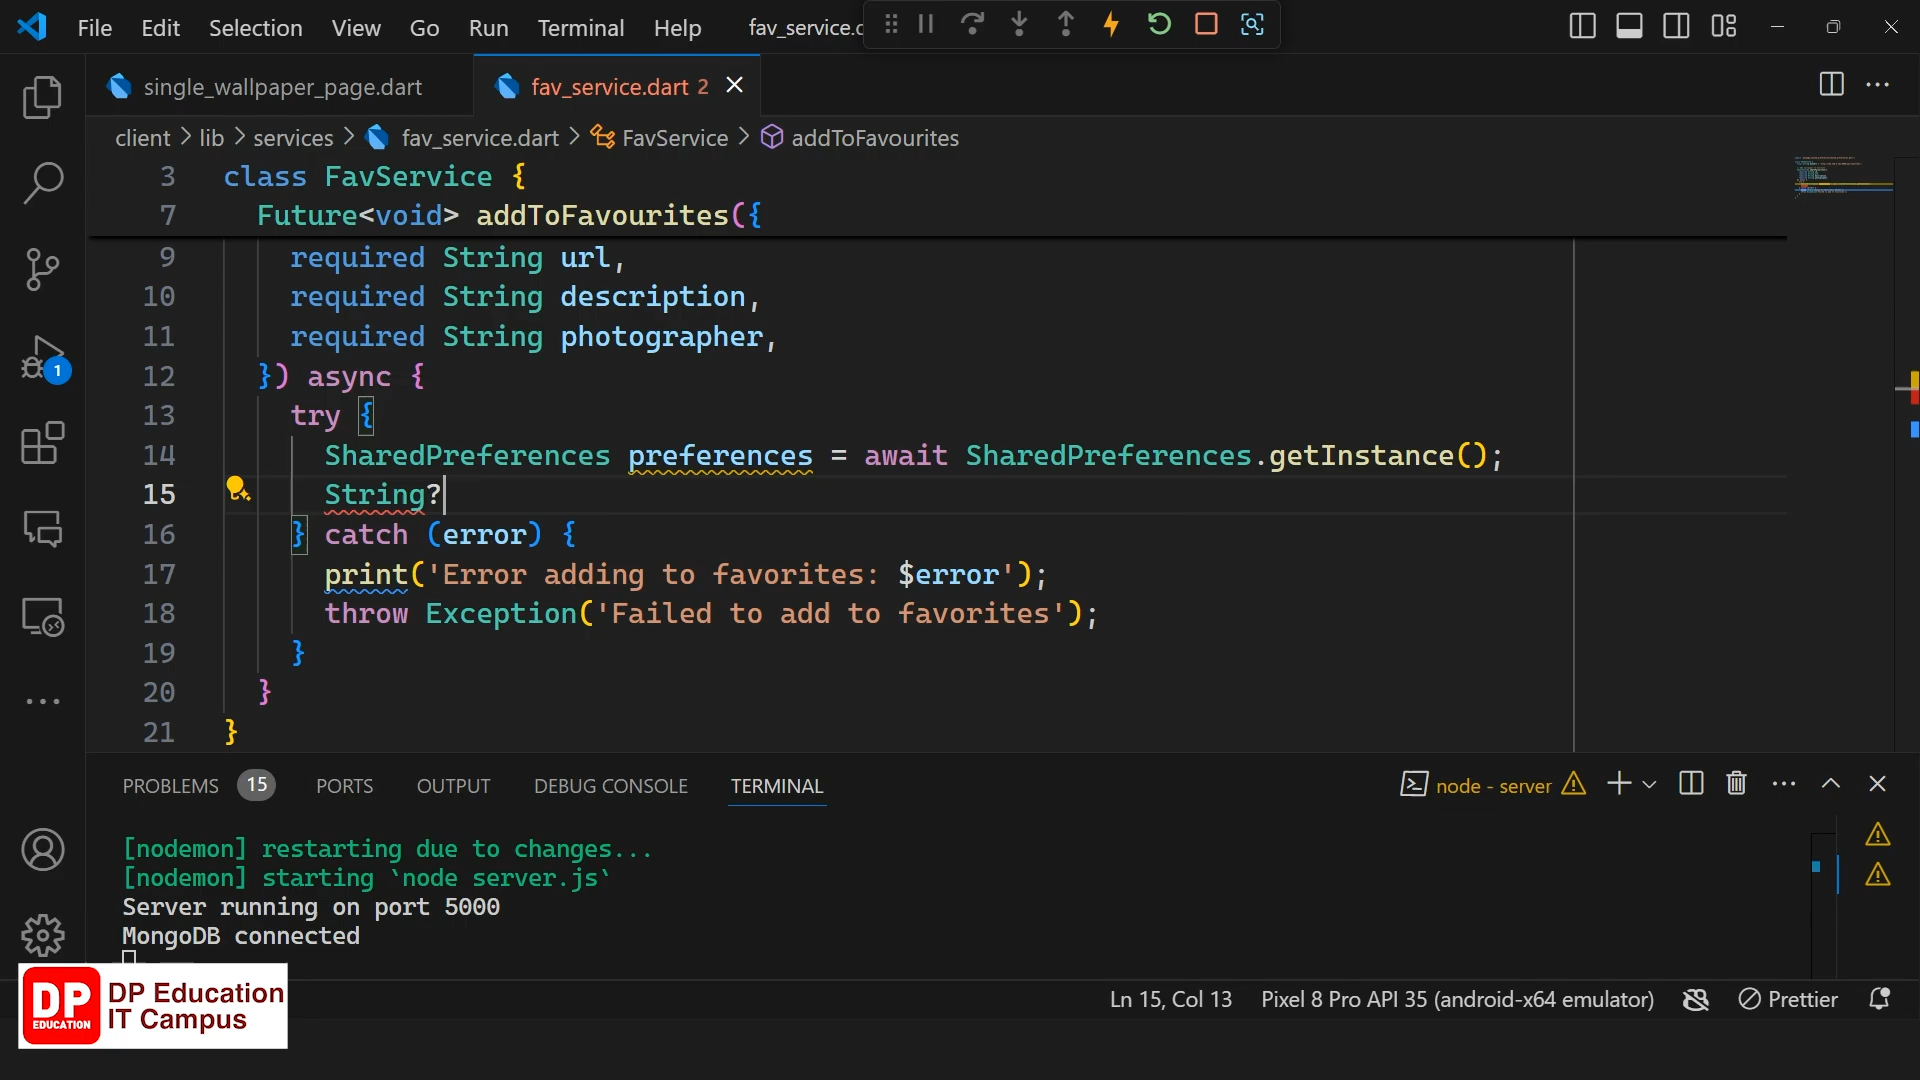 File Edit Selection View Go Run Terminal Help fav_service.d
single_wallpaper_page.dart fav_service.dart 2
client > lib > services > fav_service.dart > FavService > addToFavourites
3 class FavService {
7 Future<void> addToFavourites({
9 required String url,
10 required String description,
11 required String photographer,
12 }) async {
13 try {
14 SharedPreferences preferences = await SharedPreferences.getInstance();
15 String?
16 } catch (error) {
17 print('Error adding to favorites: $error');
18 throw Exception('Failed to add to favorites');
19 }
20 }
21 }
1
PROBLEMS 15 PORTS OUTPUT DEBUG CONSOLE TERMINAL node - server
[nodemon] restarting due to changes...
[nodemon] starting `node server.js`
Server running on port 5000
MongoDB connected
DP EDUCATION
DP Education
IT Campus
Ln 15, Col 13 Pixel 8 Pro API 35 (android-x64 emulator) Prettier